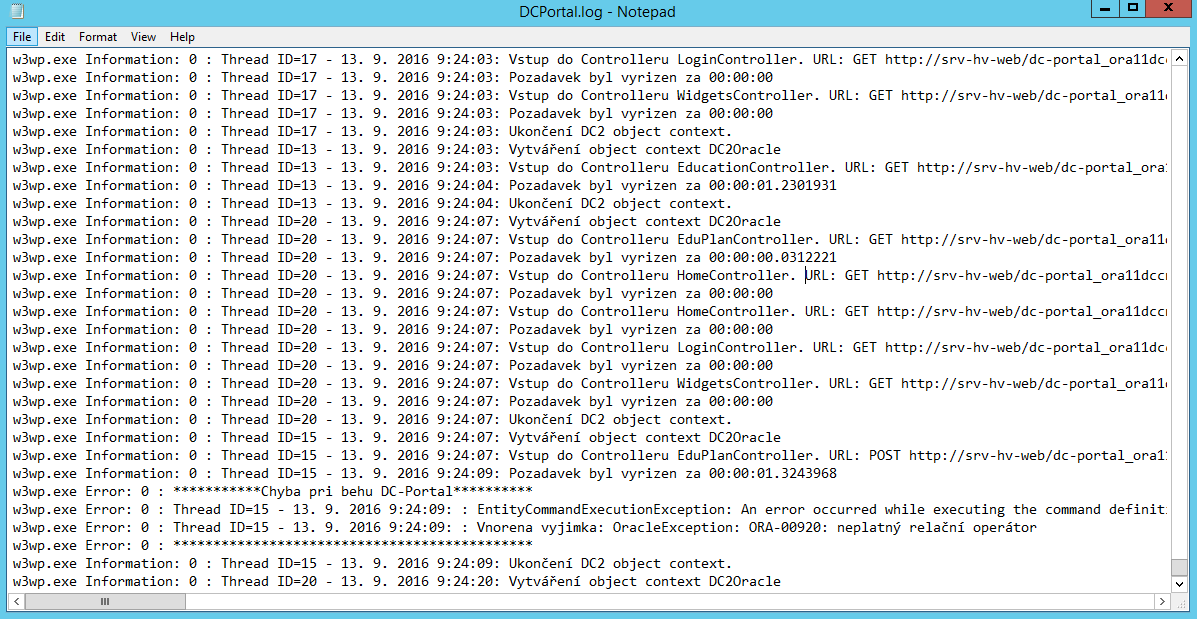 DCPortal.log - Notepad
File Edit Format View Help
w3wp.exe Information: 0 : Thread ID=17 - 13. 9. 2016 9:24:03: Vstup do Controlleru LoginController. URL: GET http://srv-hv-web/dc-portal_ora11dcc
w3wp.exe Information: 0 : Thread ID=17 - 13. 9. 2016 9:24:03: Pozadavek byl vyrizen za 00:00:00
w3wp.exe Information: 0 : Thread ID=17 - 13. 9. 2016 9:24:03: Vstup do Controlleru WidgetsController. URL: GET http://srv-hv-web/dc-portal_ora11d
w3wp.exe Information: 0 : Thread ID=17 - 13. 9. 2016 9:24:03: Pozadavek byl vyrizen za 00:00:00
w3wp.exe Information: 0 : Thread ID=17 - 13. 9. 2016 9:24:03: Ukončení DC2 object context.
w3wp.exe Information: 0 : Thread ID=13 - 13. 9. 2016 9:24:03: Vytváření object context DC2Oracle
w3wp.exe Information: 0 : Thread ID=13 - 13. 9. 2016 9:24:03: Vstup do Controlleru EducationController. URL: GET http://srv-hv-web/dc-portal_ora1
w3wp.exe Information: 0 : Thread ID=13 - 13. 9. 2016 9:24:04: Pozadavek byl vyrizen za 00:00:01.2301931
w3wp.exe Information: 0 : Thread ID=13 - 13. 9. 2016 9:24:04: Ukončení DC2 object context.
w3wp.exe Information: 0 : Thread ID=20 - 13. 9. 2016 9:24:07: Vytváření object context DC2Oracle
w3wp.exe Information: 0 : Thread ID=20 - 13. 9. 2016 9:24:07: Vstup do Controlleru EduPlanController. URL: GET http://srv-hv-web/dc-portal_ora11d
w3wp.exe Information: 0 : Thread ID=20 - 13. 9. 2016 9:24:07: Pozadavek byl vyrizen za 00:00:00.0312221
w3wp.exe Information: 0 : Thread ID=20 - 13. 9. 2016 9:24:07: Vstup do Controlleru HomeController. URL: GET http://srv-hv-web/dc-portal_ora11dccr
w3wp.exe Information: 0 : Thread ID=20 - 13. 9. 2016 9:24:07: Pozadavek byl vyrizen za 00:00:00
w3wp.exe Information: 0 : Thread ID=20 - 13. 9. 2016 9:24:07: Vstup do Controlleru HomeController. URL: GET http://srv-hv-web/dc-portal_ora11dccr
w3wp.exe Information: 0 : Thread ID=20 - 13. 9. 2016 9:24:07: Pozadavek byl vyrizen za 00:00:00
w3wp.exe Information: 0 : Thread ID=20 - 13. 9. 2016 9:24:07: Vstup do Controlleru LoginController. URL: GET http://srv-hv-web/dc-portal_ora11dcc
w3wp.exe Information: 0 : Thread ID=20 - 13. 9. 2016 9:24:07: Pozadavek byl vyrizen za 00:00:00
w3wp.exe Information: 0 : Thread ID=20 - 13. 9. 2016 9:24:07: Vstup do Controlleru WidgetsController. URL: GET http://srv-hv-web/dc-portal_ora11d
w3wp.exe Information: 0 : Thread ID=20 - 13. 9. 2016 9:24:07: Pozadavek byl vyrizen za 00:00:00
w3wp.exe Information: 0 : Thread ID=20 - 13. 9. 2016 9:24:07: Ukončení DC2 object context.
w3wp.exe Information: 0 : Thread ID=15 - 13. 9. 2016 9:24:07: Vytváření object context DC2Oracle
w3wp.exe Information: 0 : Thread ID=15 - 13. 9. 2016 9:24:07: Vstup do Controlleru EduPlanController. URL: POST http://srv-hv-web/dc-portal_ora11
w3wp.exe Information: 0 : Thread ID=15 - 13. 9. 2016 9:24:09: Pozadavek byl vyrizen za 00:00:01.3243968
w3wp.exe Error: 0 : ***********Chyba pri behu DC-Portal**********
w3wp.exe Error: 0 : Thread ID=15 - 13. 9. 2016 9:24:09: : EntityCommandExecutionException: An error occurred while executing the command definiti
w3wp.exe Error: 0 : Thread ID=15 - 13. 9. 2016 9:24:09: : Vnorena vyjimka: OracleException: ORA-00920: neplatný relační operátor
w3wp.exe Error: 0 : *********************************************
w3wp.exe Information: 0 : Thread ID=15 - 13. 9. 2016 9:24:09: Ukončení DC2 object context.
w3wp.exe Information: 0 : Thread ID=20 - 13. 9. 2016 9:24:20: Vytváření object context DC2Oracle